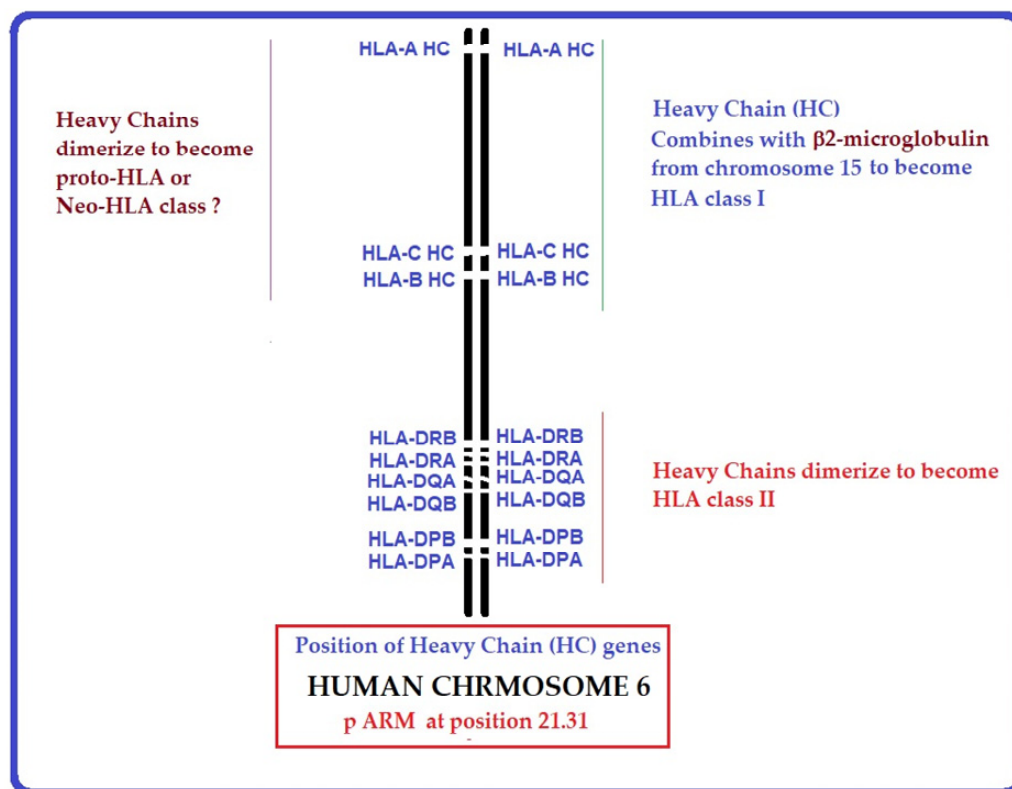 HLA-A HC
HLA-A HC
Heavy Chains
dimerize to become
proto-HLA or
Neo-HLA class ?
Heavy Chain (HC)
Combines with β2-microglobulin
from chromosome 15 to become
HLA class I
HLA-C HC
HLA-C HC
HLA-B HC
HLA-B HC
HLA-DRB
HLA-DRB
HLA-DRA
HLA-DRA
HLA-DQA
HLA-DQA
HLA-DQB
HLA-DQB
HLA-DPB
HLA-DPB
HLA-DPA
HLA-DPA
Heavy Chains dimerize to become
HLA class II
Position of Heavy Chain (HC) genes
HUMAN CHRMOSOME 6
p ARM at position 21.31